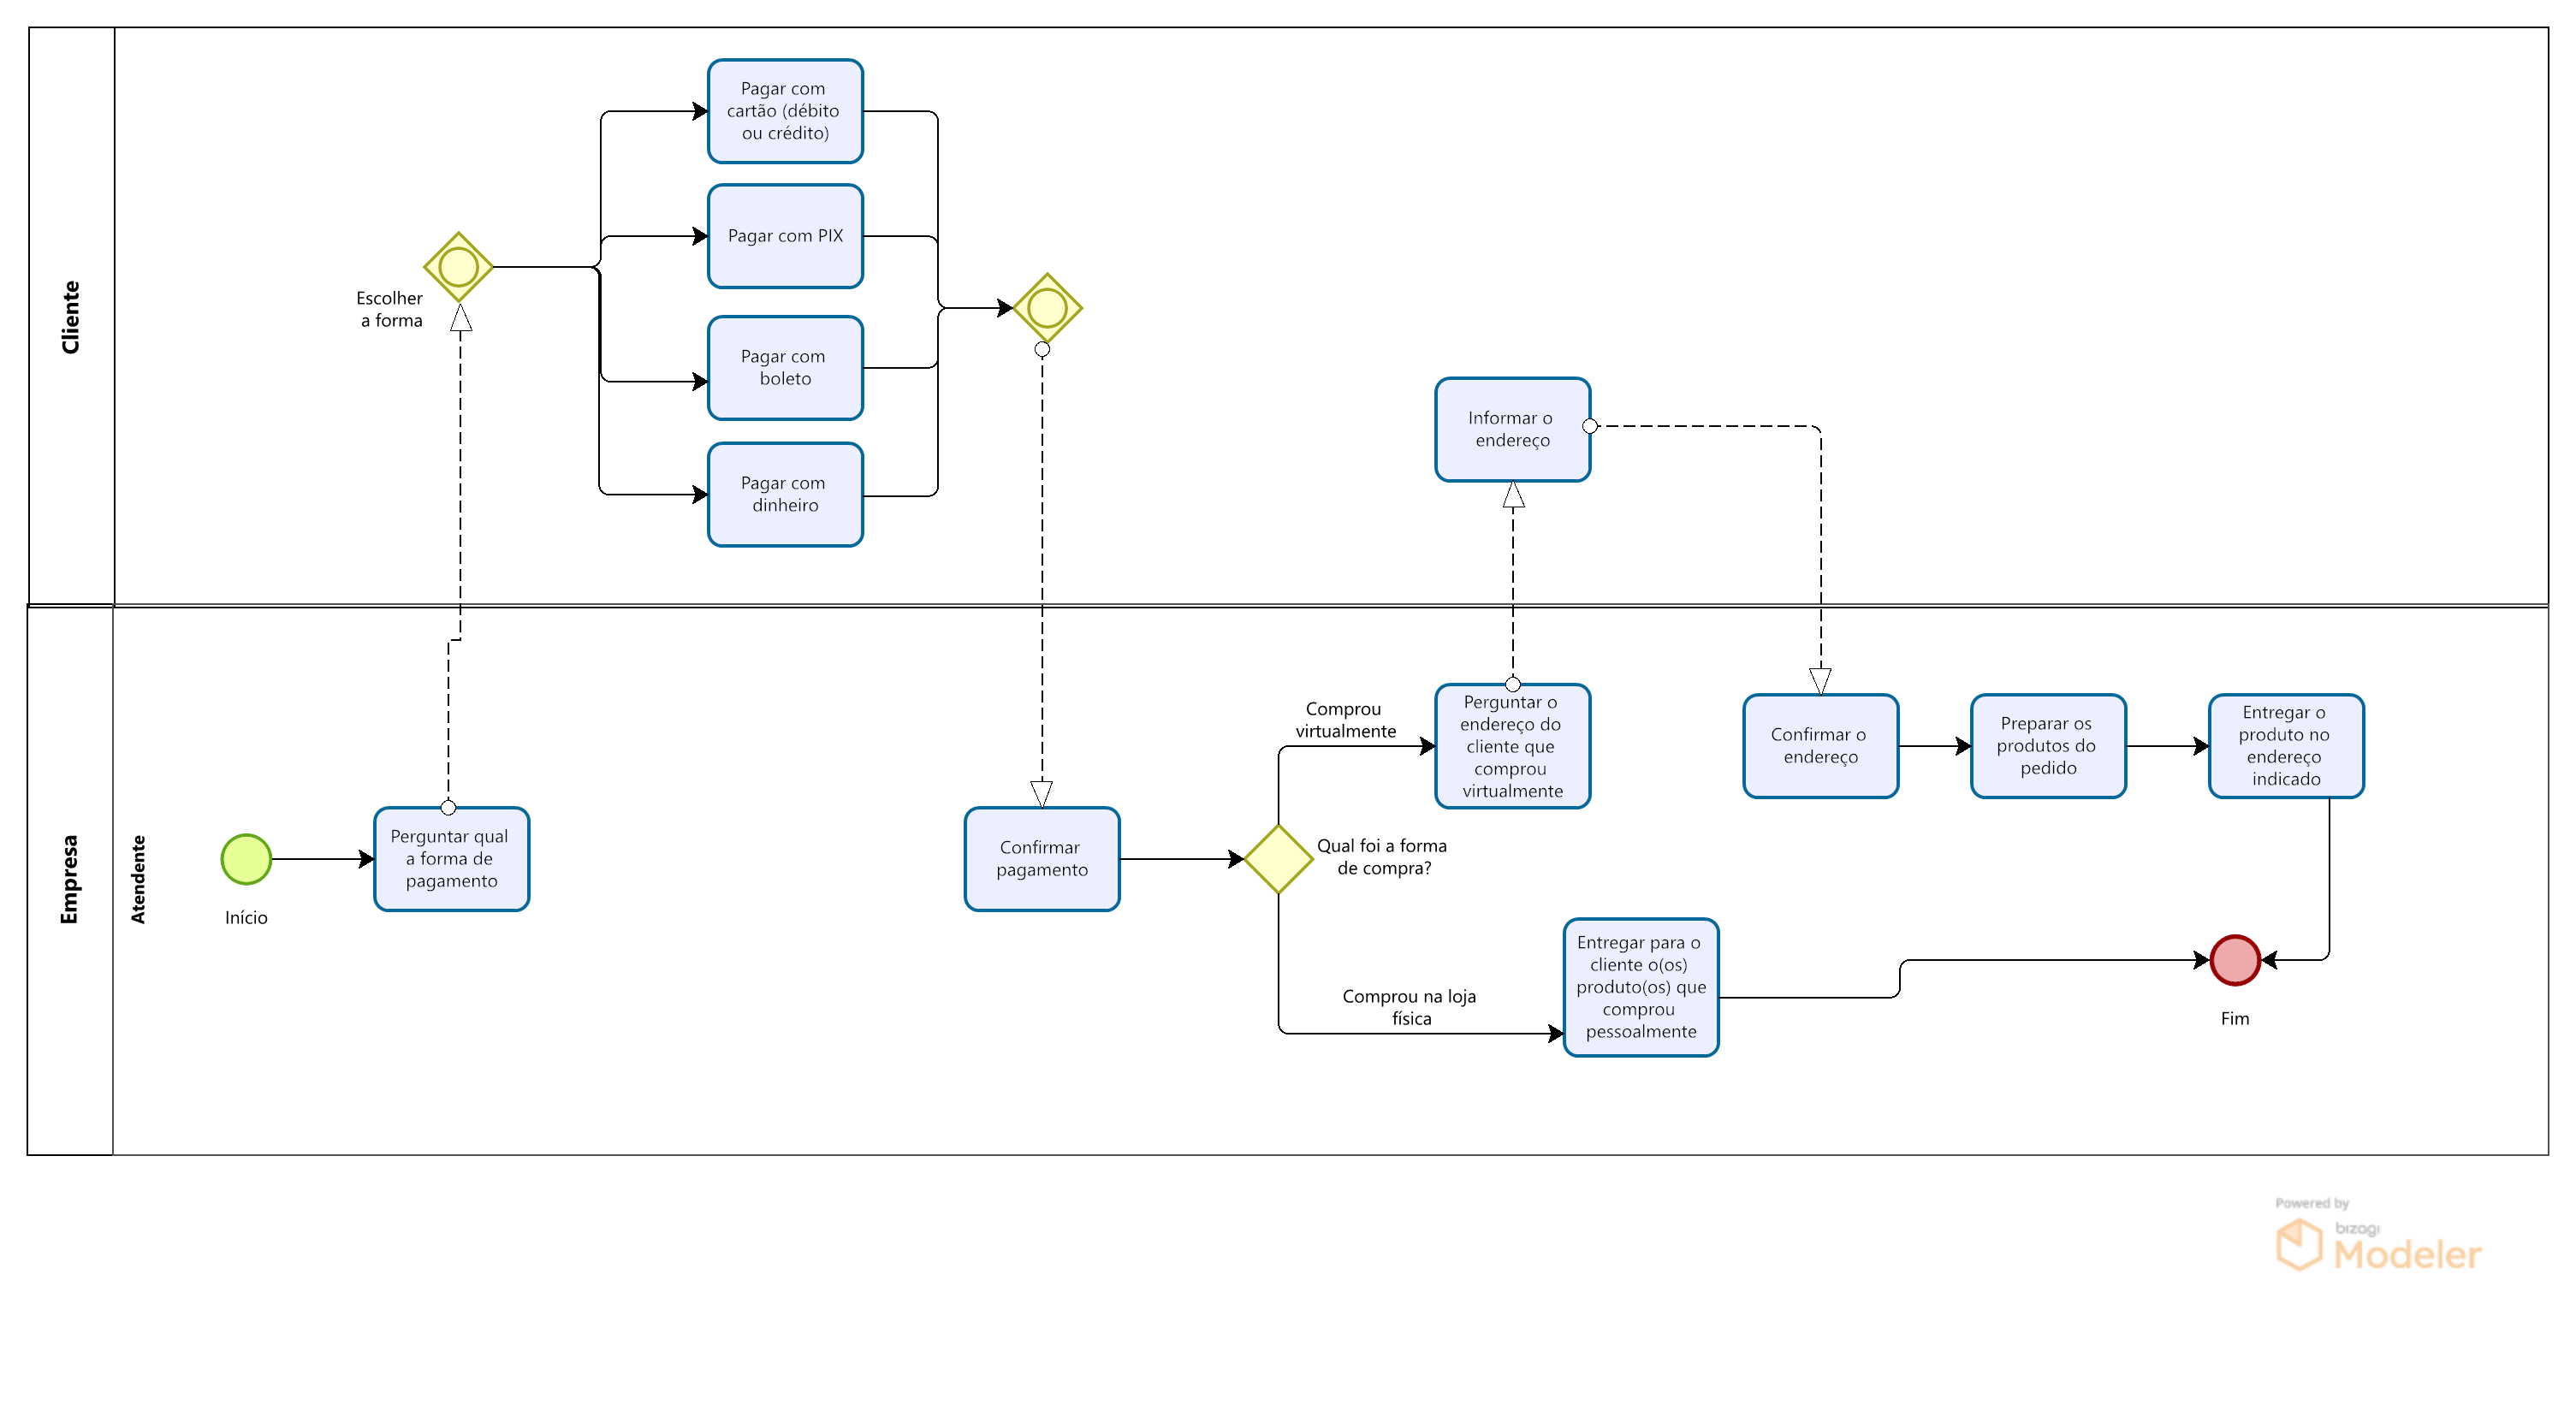 Cliente
Escolher
a forma
Pagar com
cartão (débito
ou crédito)
Pagar com PIX
Pagar com
boleto
Pagar com
dinheiro
Informar o
endereço
Empresa
Atendente
Início
Perguntar qual
a forma de
pagamento
Confirmar
pagamento
Qual foi a forma
de compra?
Comprou
virtualmente
Perguntar o
endereço do
cliente que
comprou
virtualmente
Confirmar o
endereço
Preparar os
produtos do
pedido
Entregar o
produto no
endereço
indicado
Comprou na loja
física
Entregar para o
cliente o(os)
produto(os) que
comprou
pessoalmente
Fim
Powered by
bizagi
Modeler